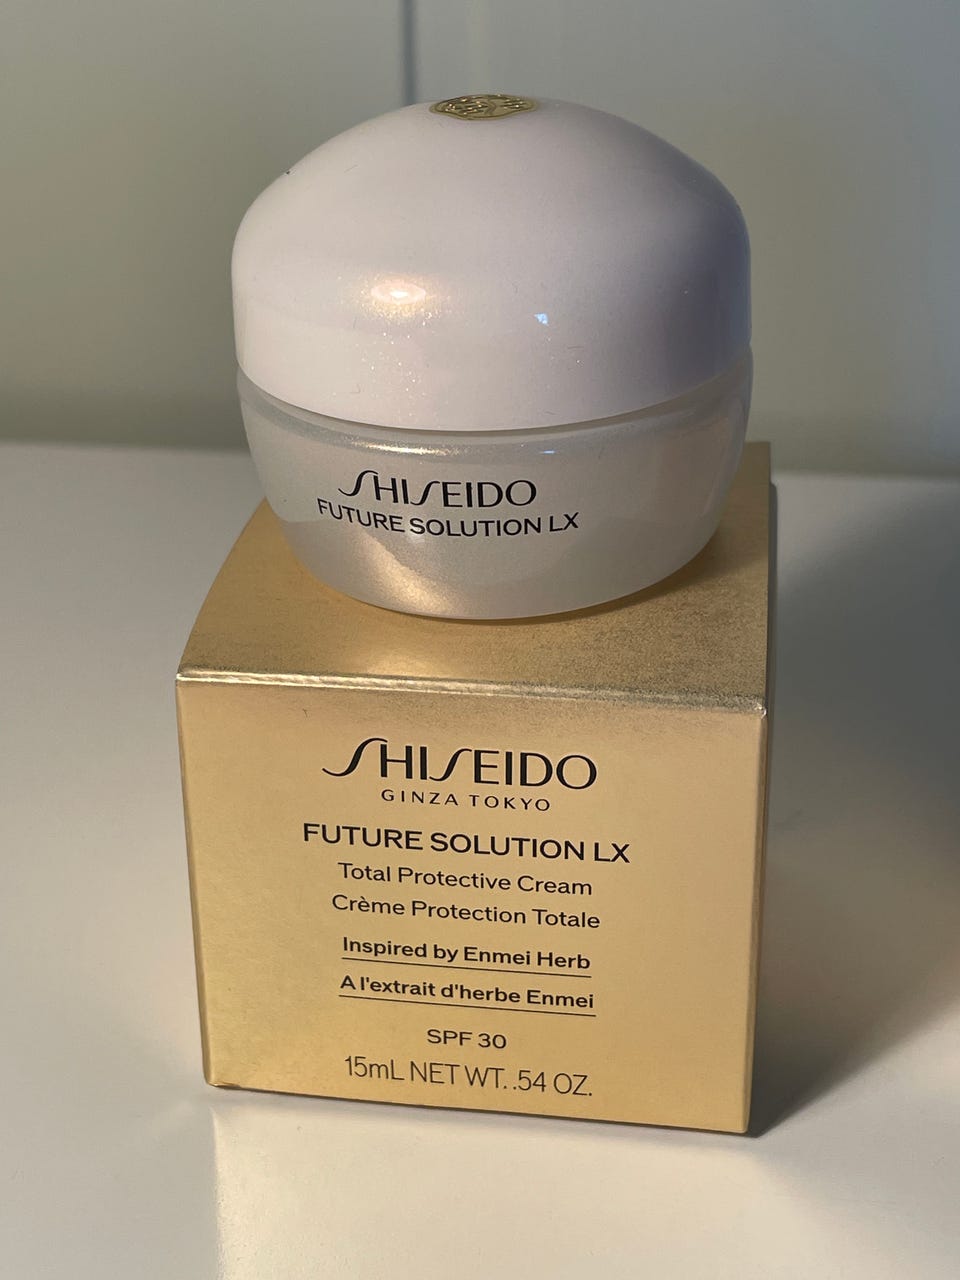 SHISEIDO
FUTURE SOLUTION LX
SHISEIDO
GINZA TOKYO
FUTURE SOLUTION LX
Total Protective Cream
Crème Protection Totale
Inspired by Enmei Herb
A l'extrait d'herbe Enmei
SPF 30
15mL NET WT. .54 OZ.